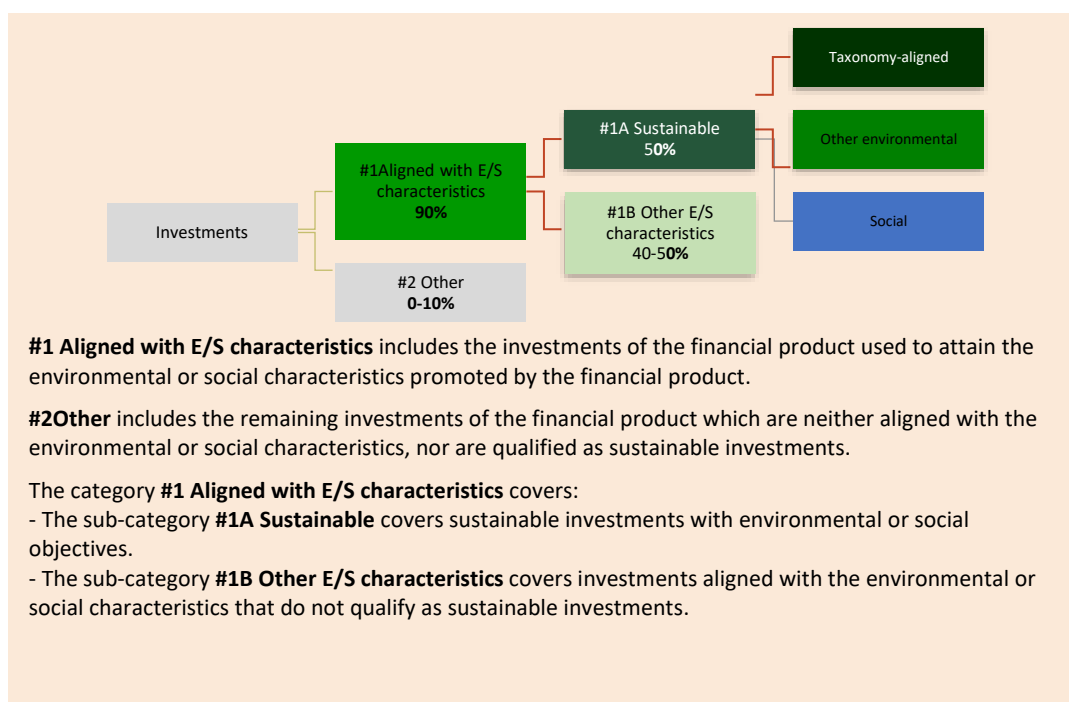 Taxonomy-aligned
#1A Sustainable
50%
Other environmental
#1Aligned with E/S
characteristics
90%
#1B Other E/S
characteristics
40-50%
Social
Investments
#2 Other
0-10%
#1 Aligned with E/S characteristics includes the investments of the financial product used to attain the
environmental or social characteristics promoted by the financial product.
#2Other includes the remaining investments of the financial product which are neither aligned with the
environmental or social characteristics, nor are qualified as sustainable investments.
The category #1 Aligned with E/S characteristics covers:
- The sub-category #1A Sustainable covers sustainable investments with environmental or social
objectives.
- The sub-category #1B Other E/S characteristics covers investments aligned with the environmental or
social characteristics that do not qualify as sustainable investments.